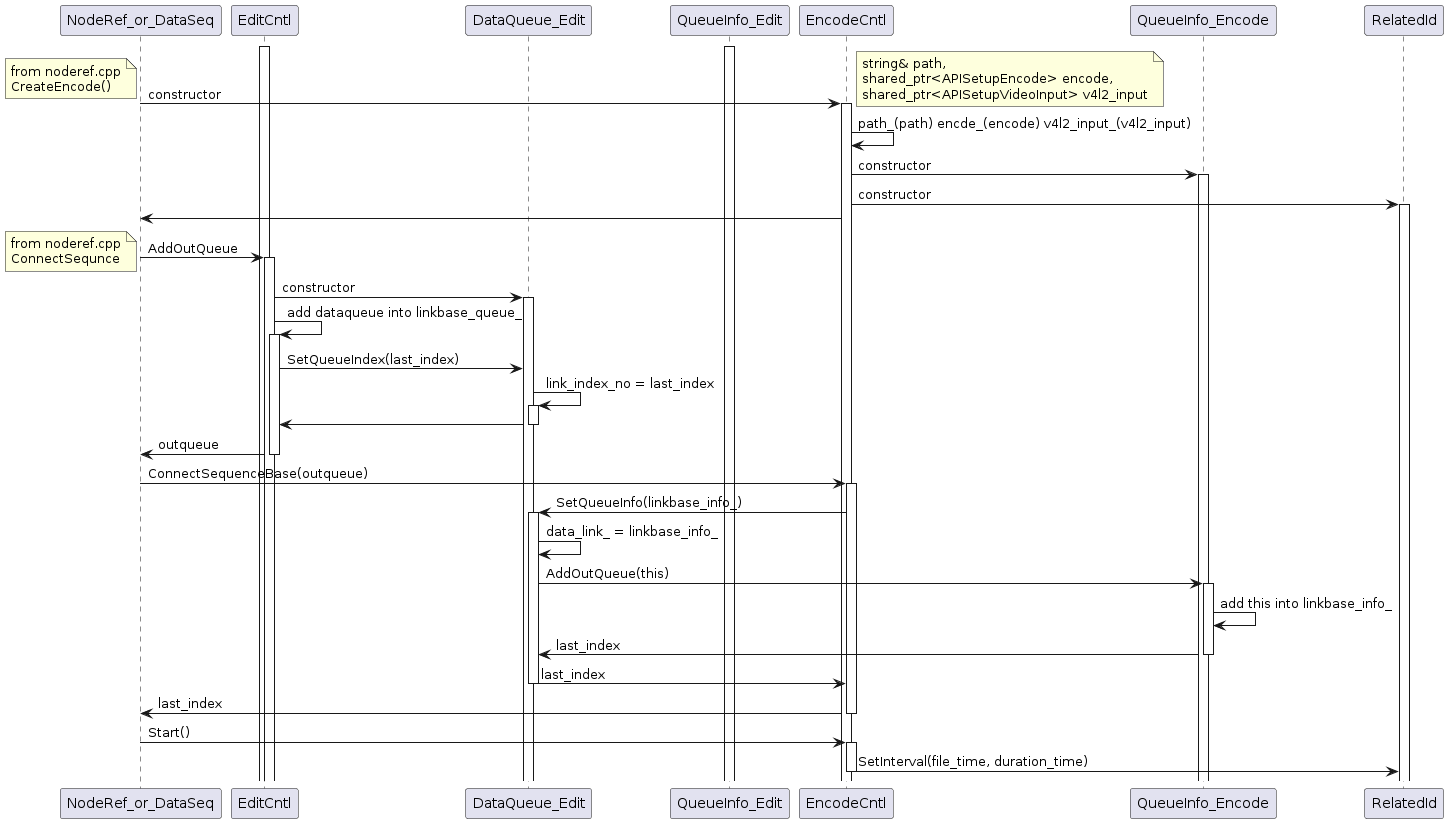 NodeRef_or_DataSeq
EditCntl
DataQueue_Edit
QueueInfo_Edit
EncodeCntl
QueueInfo_Encode
RelatedId
from noderef.cpp
CreateEncode()
string& path,
shared_ptr<APISetupEncode> encode,
shared_ptr<APISetupVideoInput> v4l2_input
constructor
path_(path) encde_(encode) v4l2_input_(v4l2_input)
constructor
constructor
from noderef.cpp
ConnectSequnce
AddOutQueue
constructor
add dataqueue into linkbase_queue_
SetQueueIndex(last_index)
link_index_no = last_index
outqueue
ConnectSequenceBase(outqueue)
SetQueueInfo(linkbase_info_)
data_link_ = linkbase_info_
AddOutQueue(this)
add this into linkbase_info_
last_index
last_index
last_index
Start()
SetInterval(file_time, duration_time)
NodeRef_or_DataSeq
EditCntl
DataQueue_Edit
QueueInfo_Edit
EncodeCntl
QueueInfo_Encode
RelatedId